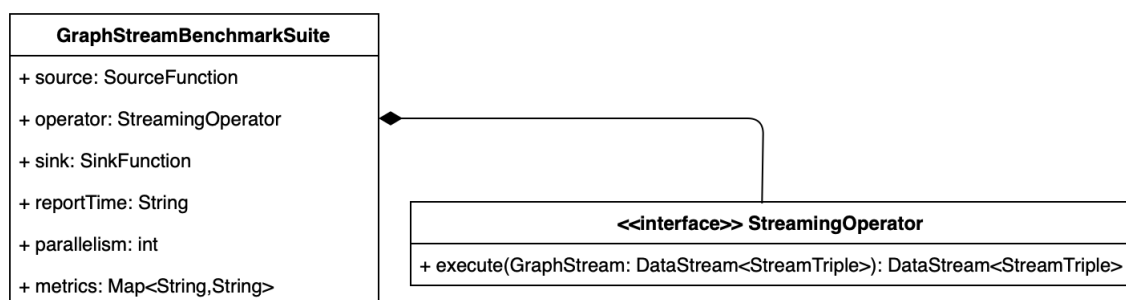 GraphStreamBenchmarkSuite
+ source: SourceFunction
+ operator: StreamingOperator
+ sink: SinkFunction
+ reportTime: String
+ parallelism: int
+ metrics: Map<String,String>
<<interface>> StreamingOperator
+ execute(GraphStream: DataStream<StreamTriple>): DataStream<StreamTriple>